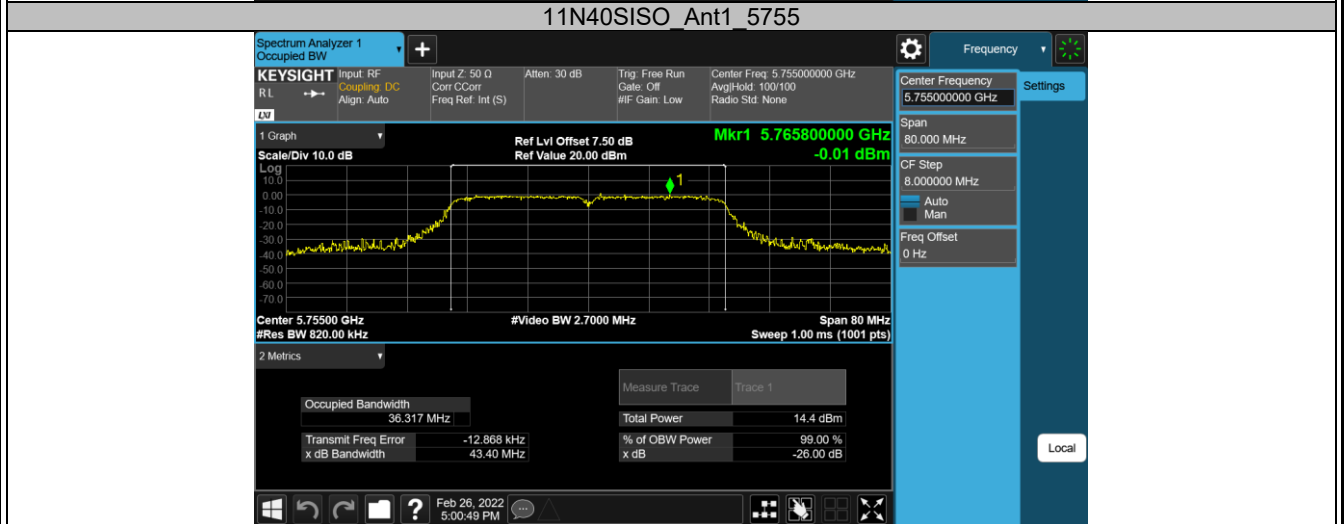 11N40SISO_Ant1_5755
Spectrum Analyzer 1
Occupied BW
+
Frequency
KEYSIGHT
RL
LXI
Input: RF
Coupling: DC
Align: Auto
Input Z: 50 Ω
Corr CCorr
Freq Ref: Int (S)
Atten: 30 dB
Trig: Free Run
Gate: Off
#IF Gain: Low
Center Freq: 5.755000000 GHz
Avg|Hold: 100/100
Radio Std: None
Center Frequency
5.755000000 GHz
Settings
Span
80.000 MHz
CF Step
8.000000 MHz
Auto
Man
Freq Offset
0 Hz
1 Graph
Scale/Div 10.0 dB
Ref Lvl Offset 7.50 dB
Ref Value 20.00 dBm
Mkr1 5.765800000 GHz
-0.01 dBm
Log
10.0
0.00
-10.0
-20.0
-30.0
-40.0
-50.0
-60.0
-70.0
1
Center 5.75500 GHz
#Res BW 820.00 kHz
#Video BW 2.7000 MHz
Span 80 MHz
Sweep 1.00 ms (1001 pts)
2 Metrics
Measure Trace Trace 1
Occupied Bandwidth
36.317 MHz
Total Power 14.4 dBm
Transmit Freq Error -12.868 kHz
% of OBW Power 99.00 %
x dB Bandwidth 43.40 MHz
x dB -26.00 dB
Local
?
Feb 26, 2022
5:00:49 PM